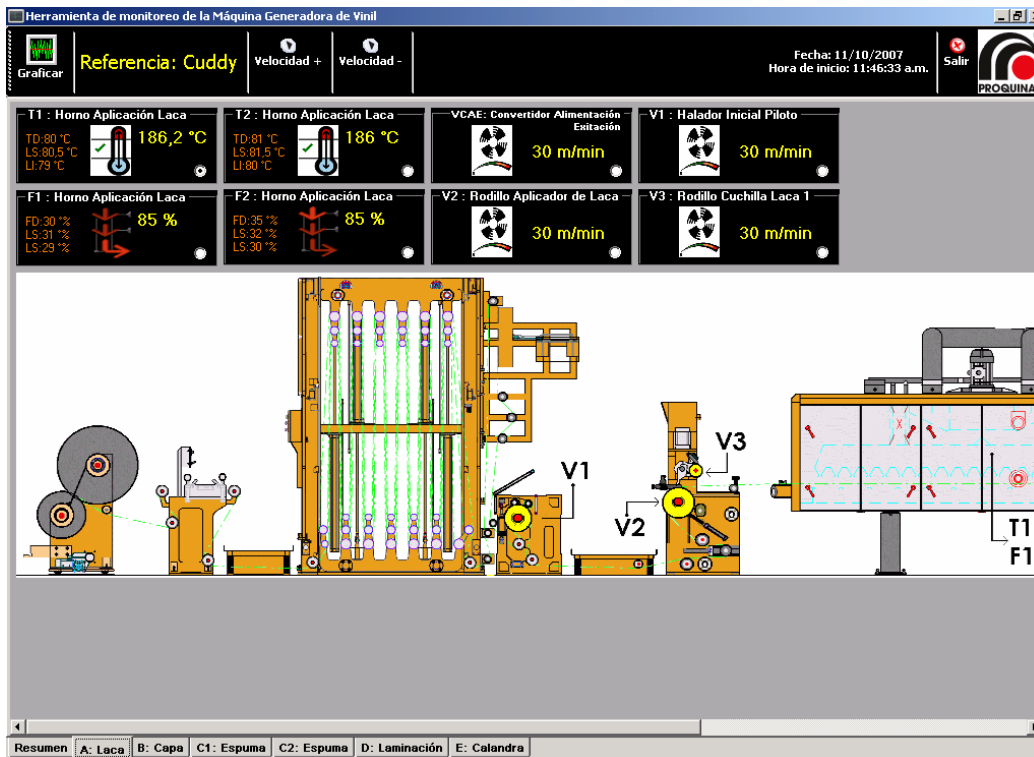 Herramienta de monitoreo de la Máquina Generadora de Vinil
Graficar
Referencia: Cuddy
Velocidad +
Velocidad -
Fecha: 11/10/2007
Hora de inicio: 11:46:33 a.m.
Salir
PROQUINAL
T1 : Horno Aplicación Laca
TD:80 °C
LS:80,5 °C
LI:79 °C
186,2 °C
T2 : Horno Aplicación Laca
TD:81 °C
LS:81,5 °C
LI:80 °C
186 °C
VCAE: Convertidor Alimentación
Exitación
30 m/min
V1 : Halador Inicial Piloto
30 m/min
F1 : Horno Aplicación Laca
FD:30 °%
LS:31 °%
LS:29 °%
85 %
F2 : Horno Aplicación Laca
FD:35 °%
LS:32 °%
LS:30 °%
85 %
V2 : Rodillo Aplicador de Laca
30 m/min
V3 : Rodillo Cuchilla Laca 1
30 m/min
V3
V1
V2
T1
F1
Resumen
A: Laca
B: Capa
C1: Espuma
C2: Espuma
D: Laminación
E: Calandra